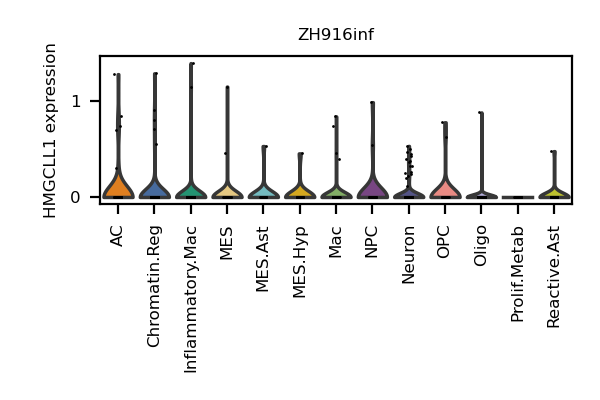 ZH916inf
HMGCLL1 expression
1
0
AC
Chromatin.Reg
Inflammatory.Mac
MES
MES.Ast
MES.Hyp
Mac
NPC
Neuron
OPC
Oligo
Prolif.Metab
Reactive.Ast